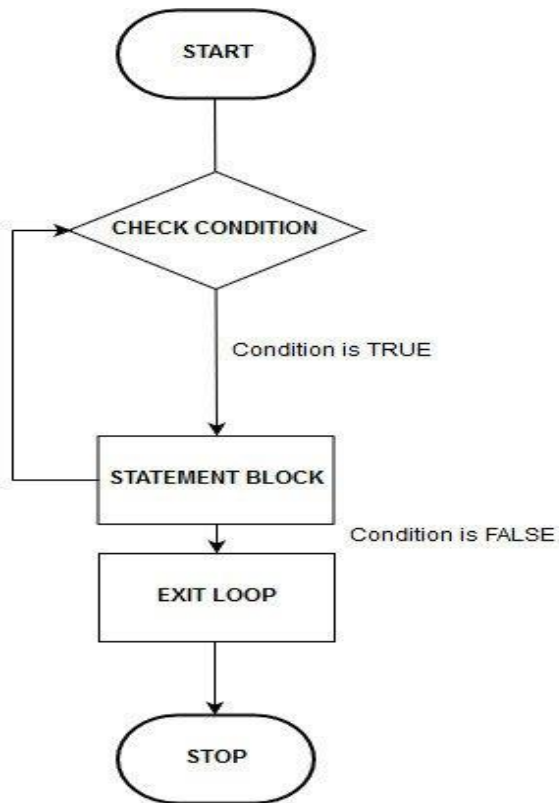 START
CHECK CONDITION
Condition is TRUE
STATEMENT BLOCK
Condition is FALSE
EXIT LOOP
STOP